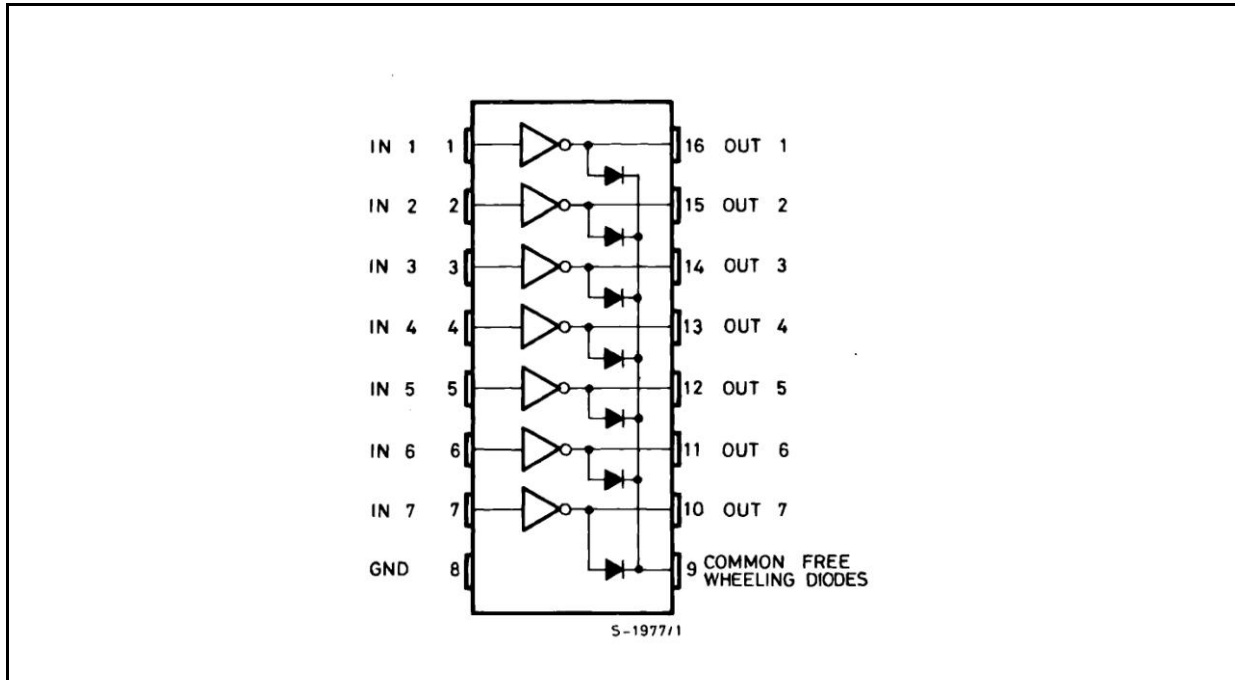 IN 1 1 16 OUT 1
IN 2 2 15 OUT 2
IN 3 3 14 OUT 3
IN 4 4 13 OUT 4
IN 5 5 12 OUT 5
IN 6 6 11 OUT 6
IN 7 7 10 OUT 7
GND 8 9 COMMON FREE
WHEELING DIODES
S-1977/1